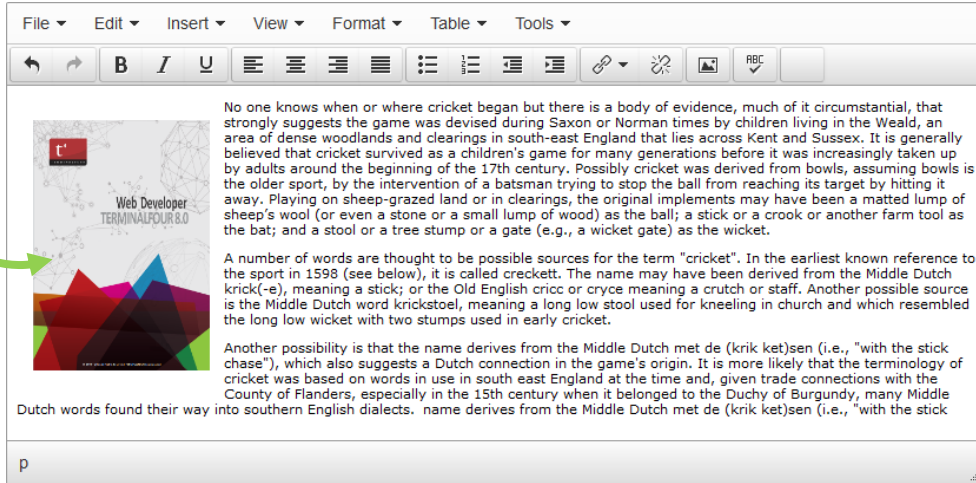 File Edit Insert View Format Table Tools
B I U ABC
No one knows when or where cricket began but there is a body of evidence, much of it circumstantial, that
strongly suggests the game was devised during Saxon or Norman times by children living in the Weald, an
area of dense woodlands and clearings in south-east England that lies across Kent and Sussex. It is generally
believed that cricket survived as a children's game for many generations before it was increasingly taken up
by adults around the beginning of the 17th century. Possibly cricket was derived from bowls, assuming bowls is
the older sport, by the intervention of a batsman trying to stop the ball from reaching its target by hitting it
away. Playing on sheep-grazed land or in clearings, the original implements may have been a matted lump of
sheep’s wool (or even a stone or a small lump of wood) as the ball; a stick or a crook or another farm tool as
the bat; and a stool or a tree stump or a gate (e.g., a wicket gate) as the wicket.
t'
Web Developer
TERMINALFOUR 8.0
A number of words are thought to be possible sources for the term "cricket". In the earliest known reference to
the sport in 1598 (see below), it is called creckett. The name may have been derived from the Middle Dutch
krick(-e), meaning a stick; or the Old English cricc or cryce meaning a crutch or staff. Another possible source
is the Middle Dutch word krickstoel, meaning a long low stool used for kneeling in church and which resembled
the long low wicket with two stumps used in early cricket.
Another possibility is that the name derives from the Middle Dutch met de (krik ket)sen (i.e., "with the stick
chase"), which also suggests a Dutch connection in the game's origin. It is more likely that the terminology of
cricket was based on words in use in south east England at the time and, given trade connections with the
County of Flanders, especially in the 15th century when it belonged to the Duchy of Burgundy, many Middle
Dutch words found their way into southern English dialects.  name derives from the Middle Dutch met de (krik ket)sen (i.e., "with the stick
p